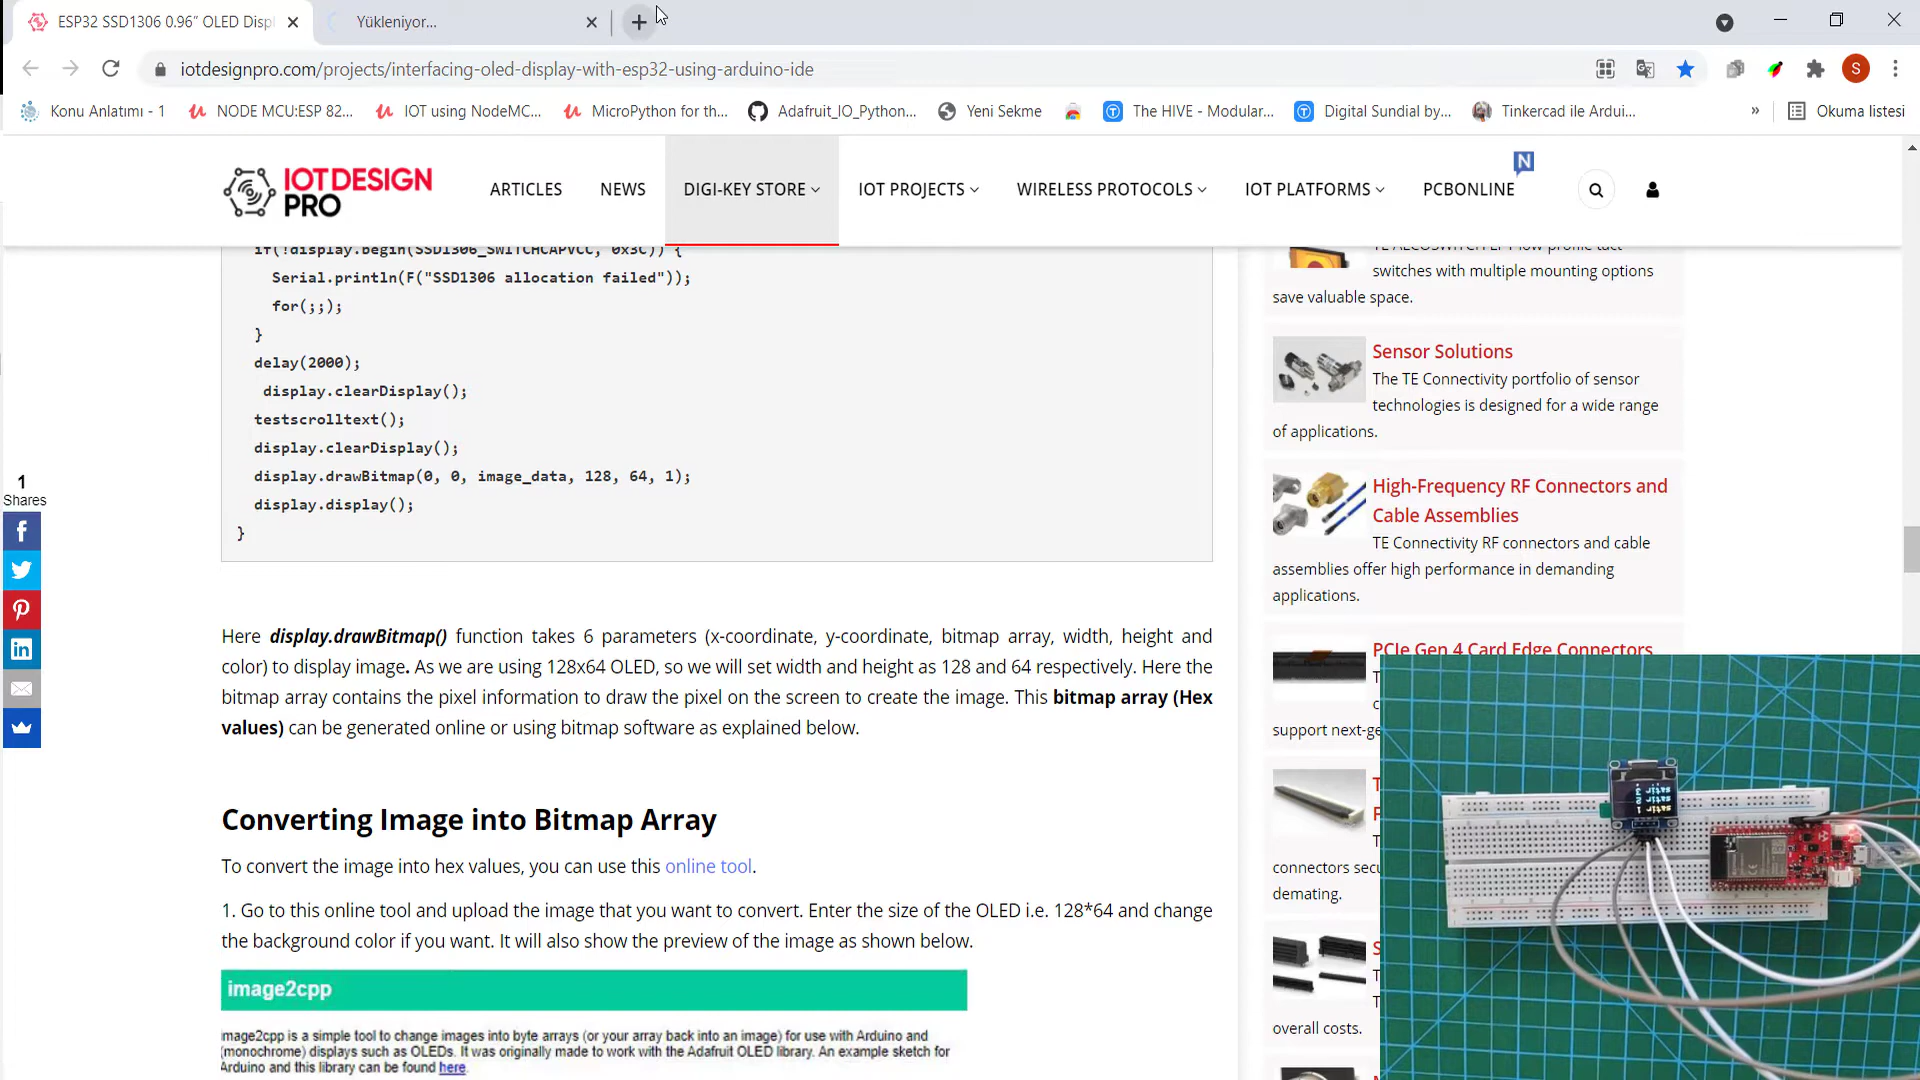 ESP32 SSD1306 0.96” OLED Disp
Yükleniyor...
iotdesignpro.com/projects/interfacing-oled-display-with-esp32-using-arduino-ide
S
Konu Anlatımı - 1
NODE MCU:ESP 82...
IOT using NodeMC...
MicroPython for th...
Adafruit_IO_Python...
Yeni Sekme
The HIVE - Modular...
Digital Sundial by...
Tinkercad ile Ardui...
»
Okuma listesi
IOTDESIGN
PRO
ARTICLES
NEWS
DIGI-KEY STORE
IOT PROJECTS
WIRELESS PROTOCOLS
IOT PLATFORMS
PCBONLINE
N
if(!display.begin(SSD1306_SWITCHCAPVCC, 0x3C)) {
Serial.println(F("SSD1306 allocation failed"));
for(;;);
}
delay(2000);
display.clearDisplay();
testscrolltext();
display.clearDisplay();
display.drawBitmap(0, 0, image_data, 128, 64, 1);
display.display();
}
1
Shares
Here display.drawBitmap() function takes 6 parameters (x-coordinate, y-coordinate, bitmap array, width, height and
color) to display image. As we are using 128x64 OLED, so we will set width and height as 128 and 64 respectively. Here the
bitmap array contains the pixel information to draw the pixel on the screen to create the image. This bitmap array (Hex
values) can be generated online or using bitmap software as explained below.
Converting Image into Bitmap Array
To convert the image into hex values, you can use this online tool.
1. Go to this online tool and upload the image that you want to convert. Enter the size of the OLED i.e. 128*64 and change
the background color if you want. It will also show the preview of the image as shown below.
image2cpp
image2cpp is a simple tool to change images into byte arrays (or your array back into an image) for use with Arduino and
(monochrome) displays such as OLEDs. It was originally made to work with the Adafruit OLED library. An example sketch for
Arduino and this library can be found here.
switches with multiple mounting options
save valuable space.
Sensor Solutions
The TE Connectivity portfolio of sensor
technologies is designed for a wide range
of applications.
High-Frequency RF Connectors and
Cable Assemblies
TE Connectivity RF connectors and cable
assemblies offer high performance in demanding
applications.
PCIe Gen 4 Card Edge Connectors
support next-ge
connectors sec
demating.
overall costs.